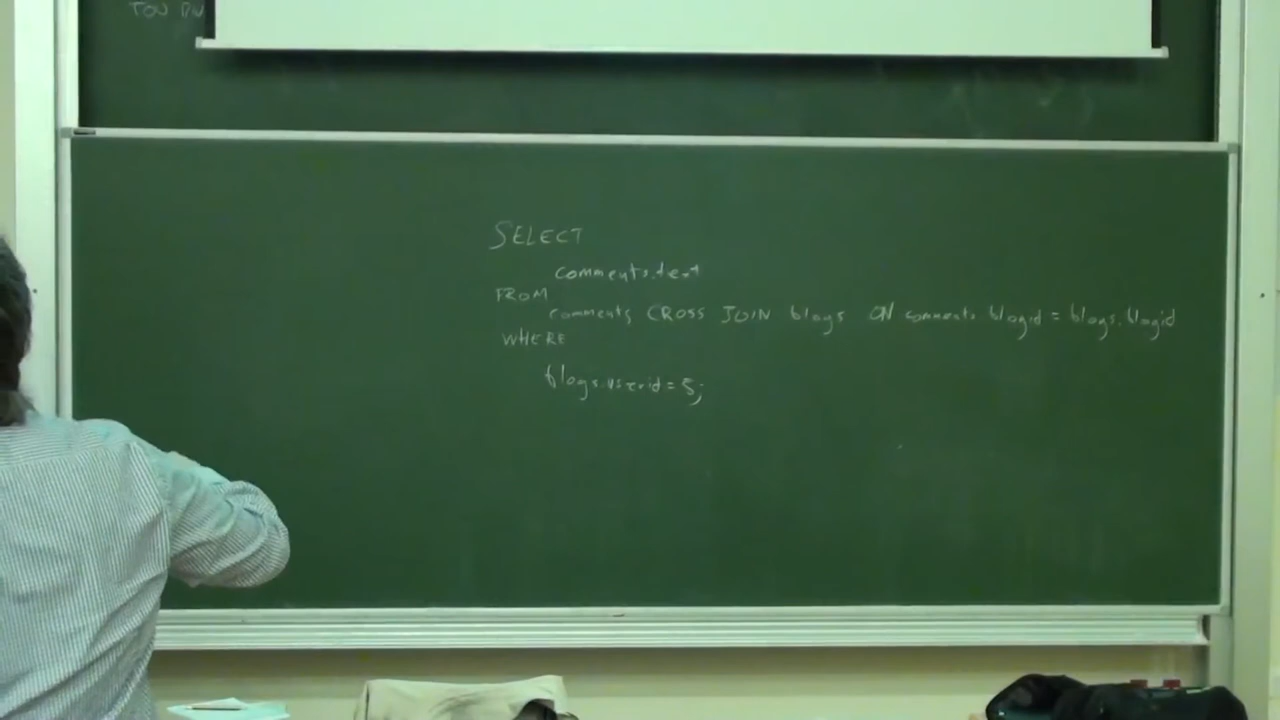 SELECT
comments.text
FROM
comments CROSS JOIN blogs ON comments.blogid = blogs.blogid
WHERE
blogs.userid = 5;